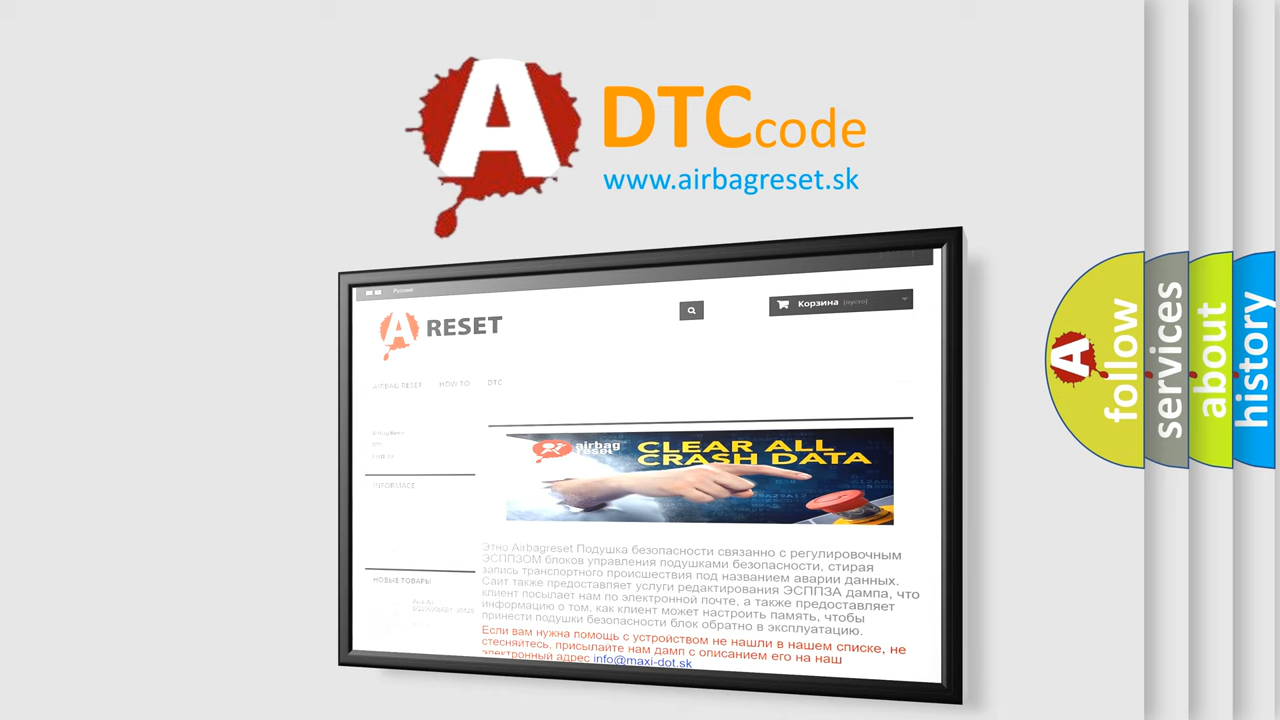 A
DTCcode
www.airbagreset.sk
Русский
A RESET
Корзина (пусто)
AIRBAG RESET HOW TO DTC
INFORMACE
airbag
reset
CLEAR ALL
CRASH DATA
Этно Airbagreset Подушка безопасности связанно с регулировочным
ЭСППЗОМ блоков управления подушками безопасности, стирая
запись транспортного происшествия под названием аварии данных.
Сайт также предоставляет услуги редактирования ЭСППЗА дампа, что
клиент посылает нам по электронной почте, а также предоставляет
информацию о том, как клиент может настроить память, чтобы
принести подушки безопасности блок обратно в эксплуатацию.
Если вам нужна помощь с устройством не нашли в нашем списке, не
стесняйтесь, присылайте нам дамп с описанием его на наш
электронный адрес info@maxi-dot.sk
НОВЫЕ ТОВАРЫ
A
follow
services
about
history